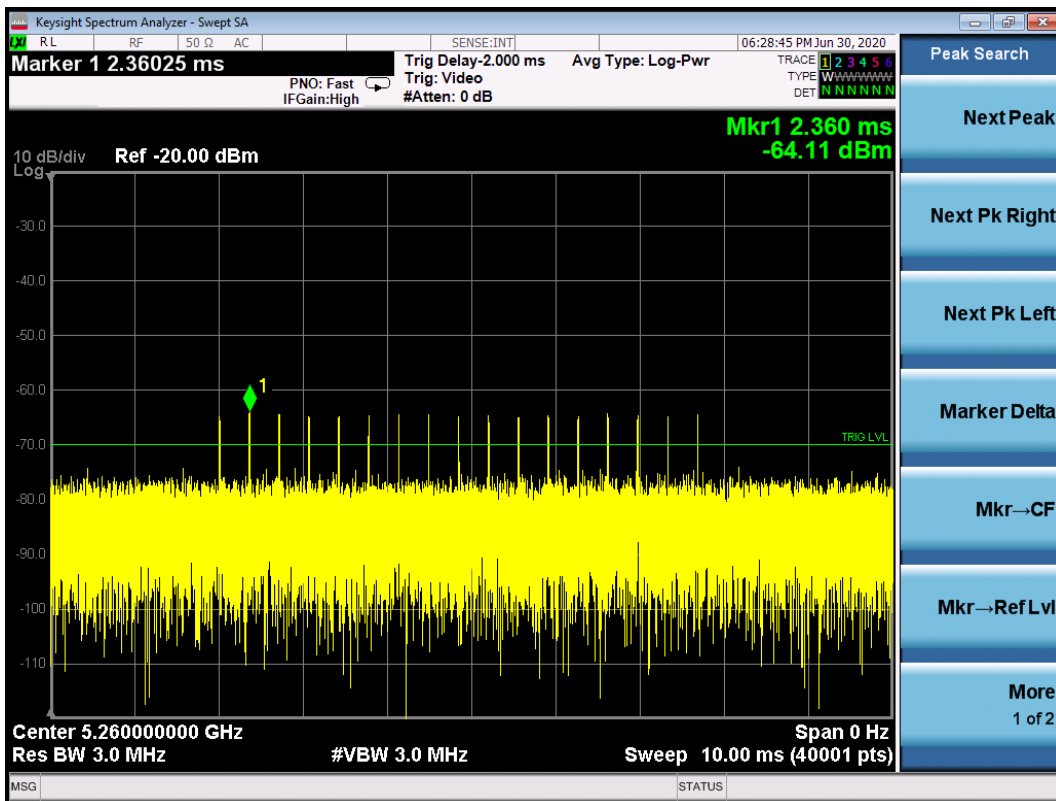 Keysight Spectrum Analyzer - Swept SA
LXI RL RF 50 Ω AC SENSE:INT 06:28:45 PM Jun 30, 2020
Marker 1 2.36025 ms
PNO: Fast
IFGain:High
Trig Delay-2.000 ms
Trig: Video
#Atten: 0 dB
Avg Type: Log-Pwr
TRACE 1 2 3 4 5 6
TYPE WWWWWW
DET N N N N N N
Mkr1 2.360 ms
-64.11 dBm
10 dB/div Ref -20.00 dBm
Log
-30.0
-40.0
-50.0
-60.0
1
-70.0
TRIG LVL
-80.0
-90.0
-100
-110
Center 5.260000000 GHz Span 0 Hz
Res BW 3.0 MHz #VBW 3.0 MHz Sweep 10.00 ms (40001 pts)
MSG STATUS
Peak Search
Next Peak
Next Pk Right
Next Pk Left
Marker Delta
Mkr→CF
Mkr→Ref Lvl
More
1 of 2